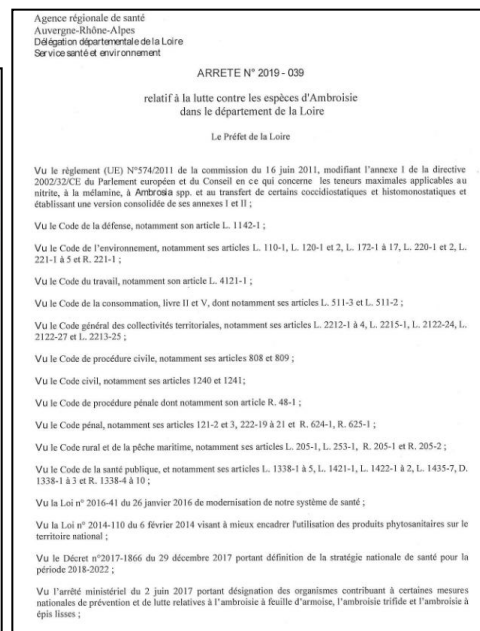 Agence régionale de santé
Auvergne-Rhône-Alpes
Délégation départementale de la Loire
Service santé et environnement
ARRETE N° 2019 - 039
relatif à la lutte contre les espèces d'Ambroisie
dans le département de la Loire
Le Préfet de la Loire
Vu le règlement (UE) N°574/2011 de la commission du 16 juin 2011, modifiant l'annexe I de la directive
2002/32/CE du Parlement européen et du Conseil en ce qui concerne les teneurs maximales applicables au
nitrite, à la mélamine, à Ambrosia spp. et au transfert de certains coccidiostatiques et histomonostatiques et
établissant une version consolidée de ses annexes I et II ;
Vu le Code de la défense, notamment son article L. 1142-1 ;
Vu le Code de l'environnement, notamment ses articles L. 110-1, L. 120-1 et 2, L. 172-1 à 17, L. 220-1 et 2, L.
221-1 à 5 et R. 221-1 ;
Vu le Code du travail, notamment son article L. 4121-1 ;
Vu le Code de la consommation, livre II et V, dont notamment ses articles L. 511-3 et L. 511-2 ;
Vu le Code général des collectivités territoriales, notamment ses articles L. 2212-1 à 4, L. 2215-1, L. 2122-24, L.
2122-27 et L. 2213-25 ;
Vu le Code de procédure civile, notamment ses articles 808 et 809 ;
Vu le Code civil, notamment ses articles 1240 et 1241;
Vu le Code de procédure pénale dont notamment son article R. 48-1 ;
Vu le Code pénal, notamment ses articles 121-2 et 3, 222-19 à 21 et R. 624-1, R. 625-1 ;
Vu le Code rural et de la pêche maritime, notamment ses articles L. 205-1, L. 253-1, R. 205-1 et R. 205-2 ;
Vu le Code de la santé publique, et notamment ses articles L. 1338-1 à 5, L. 1421-1, L. 1422-1 à 2, L. 1435-7, D.
1338-1 à 3 et R. 1338-4 à 10 ;
Vu la Loi n° 2016-41 du 26 janvier 2016 de modernisation de notre système de santé ;
Vu la Loi n° 2014-110 du 6 février 2014 visant à mieux encadrer l'utilisation des produits phytosanitaires sur le
territoire national ;
Vu le Décret n°2017-1866 du 29 décembre 2017 portant définition de la stratégie nationale de santé pour la
période 2018-2022 ;
Vu l'arrêté ministériel du 2 juin 2017 portant désignation des organismes contribuant à certaines mesures
nationales de prévention et de lutte relatives à l'ambroisie à feuille d'armoise, l'ambroisie trifide et l'ambroisie à
épis lisses ;